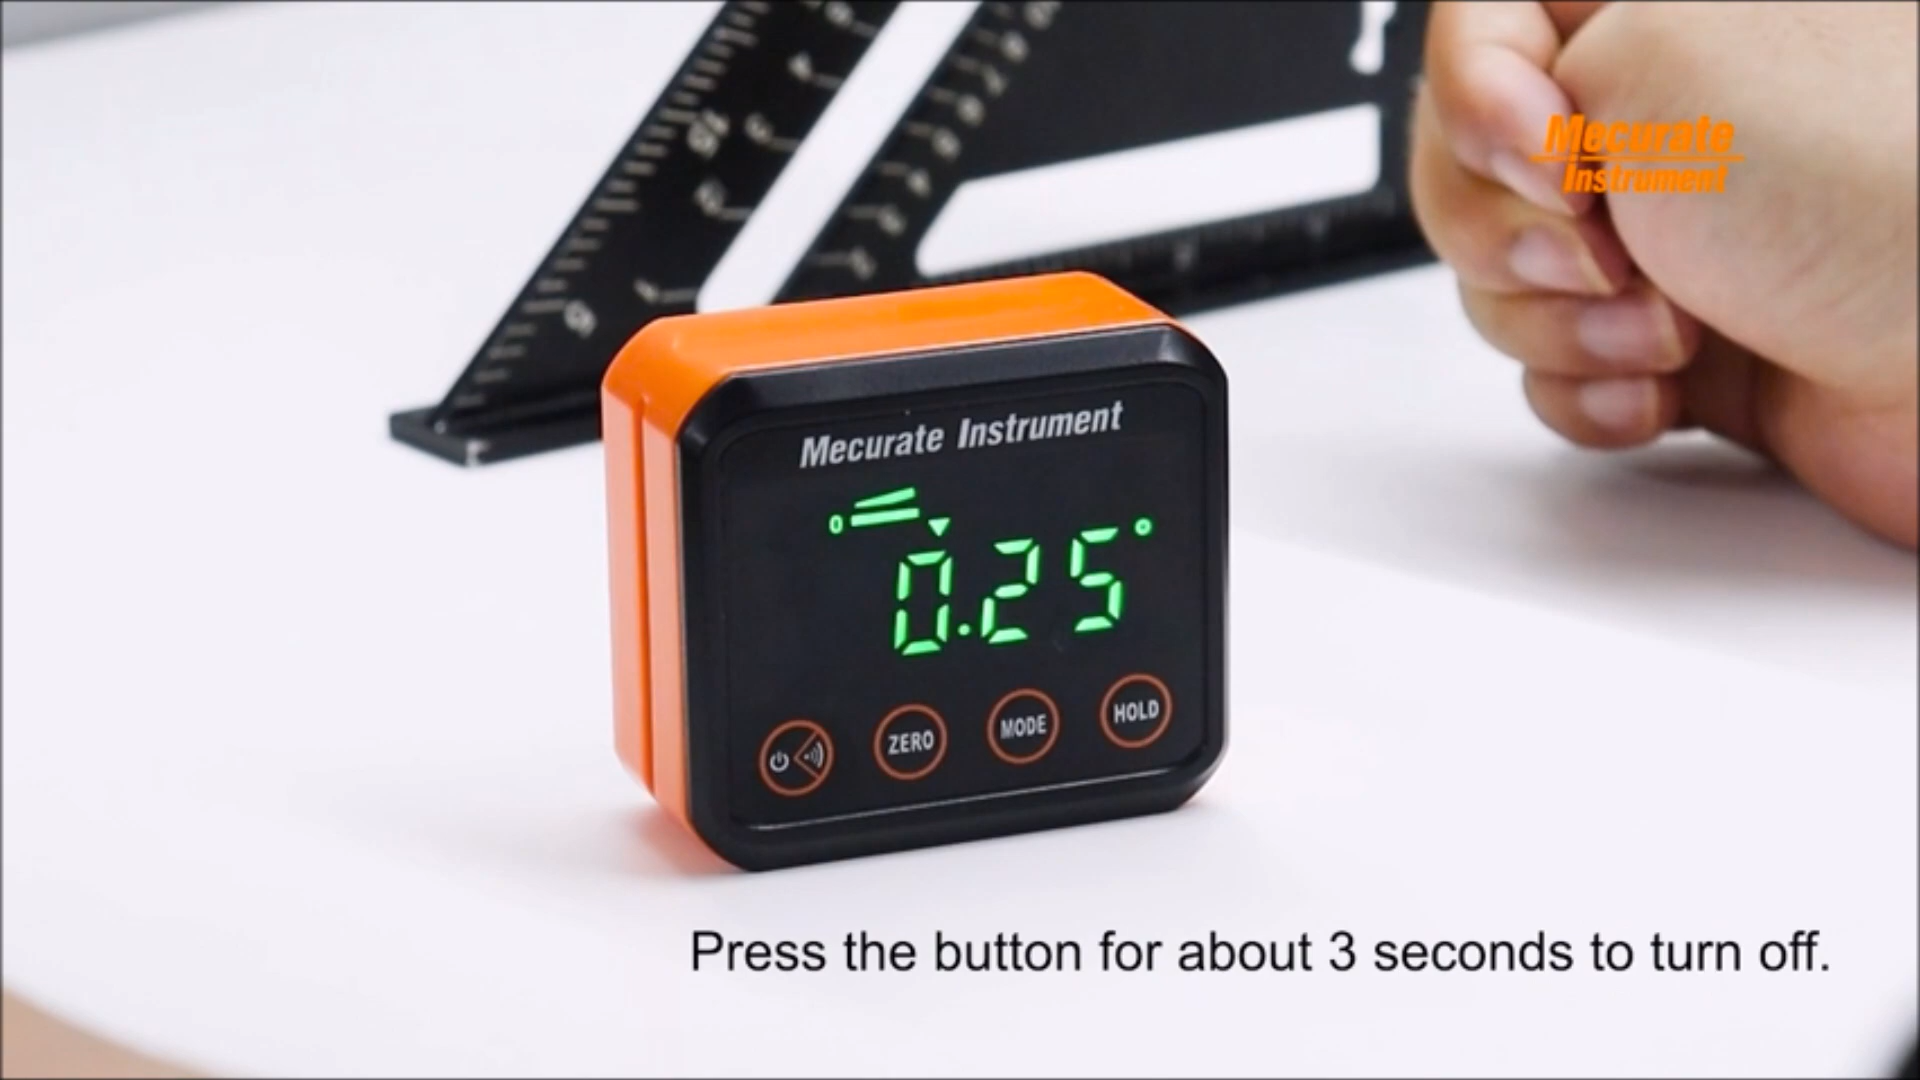 Mecurate
Instrument
Mecurate Instrument
0
0.25°
ZERO
MODE
HOLD
Press the button for about 3 seconds to turn off.